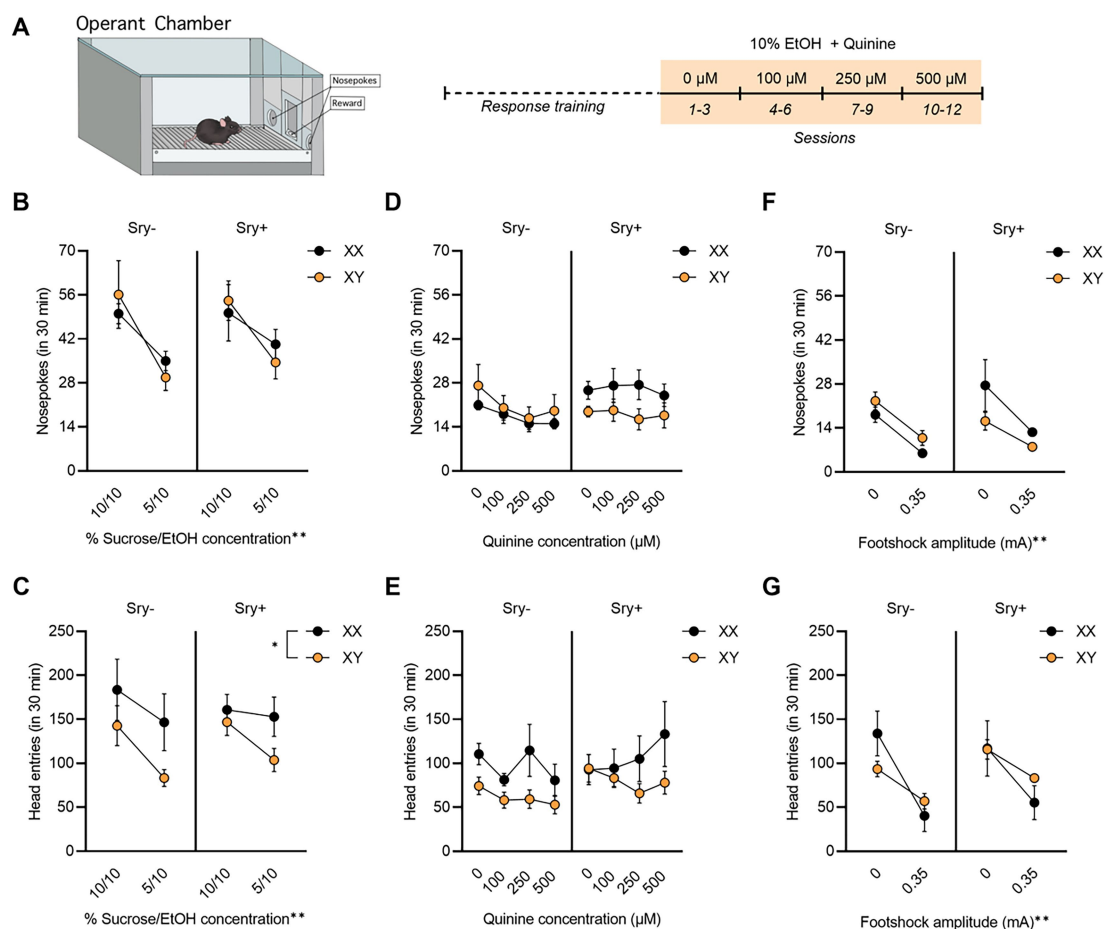 A
Operant Chamber
Nosepokes
Reward
10% EtOH + Quinine
0 µM 100 µM 250 µM 500 µM
Response training
1-3 4-6 7-9 10-12
Sessions
B
Sry- Sry+
XX
XY
Nosepokes (in 30 min)
70
56
42
28
14
0
10/10 5/10 10/10 5/10
% Sucrose/EtOH concentration**
D
Sry- Sry+
XX
XY
Nosepokes (in 30 min)
70
56
42
28
14
0
0 100 250 500 0 100 250 500
Quinine concentration (µM)
F
Sry- Sry+
XX
XY
Nosepokes (in 30 min)
70
56
42
28
14
0
0 0.35 0 0.35
Footshock amplitude (mA)**
C
Sry- Sry+
* XX
XY
Head entries (in 30 min)
250
200
150
100
50
0
10/10 5/10 10/10 5/10
% Sucrose/EtOH concentration**
E
Sry- Sry+
XX
XY
Head entries (in 30 min)
250
200
150
100
50
0
0 100 250 500 0 100 250 500
Quinine concentration (µM)
G
Sry- Sry+
XX
XY
Head entries (in 30 min)
250
200
150
100
50
0
0 0.35 0 0.35
Footshock amplitude (mA)**